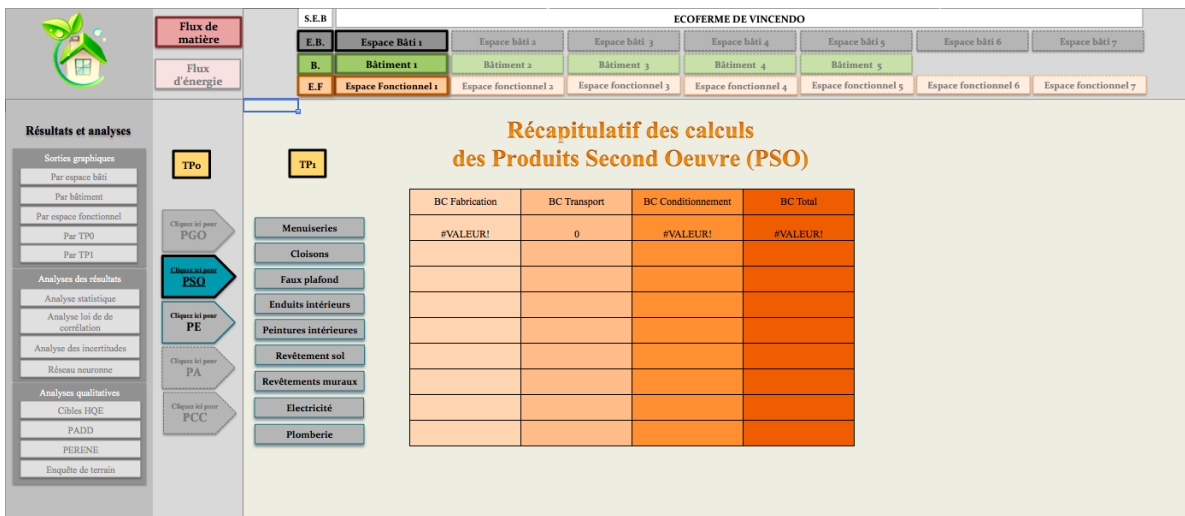 Flux de
matière
Flux
d'énergie
S.E.B ECOFERME DE VINCENDO
E.B. Espace Bâti 1 Espace bâti 2 Espace bâti 3 Espace bâti 4 Espace bâti 5 Espace bâti 6 Espace bâti 7
B. Bâtiment 1 Bâtiment 2 Bâtiment 3 Bâtiment 4 Bâtiment 5
E.F Espace Fonctionnel 1 Espace fonctionnel 2 Espace fonctionnel 3 Espace fonctionnel 4 Espace fonctionnel 5 Espace fonctionnel 6 Espace fonctionnel 7
Résultats et analyses
Sorties graphiques
Par espace bâti
Par bâtiment
Par espace fonctionnel
Par TP0
Par TP1
Analyses des résultats
Analyse statistique
Analyse loi de de
corrélation
Analyse des incertitudes
Réseau neuronne
Analyses qualitatives
Cibles HQE
PADD
PERENE
Enquête de terrain
TP0
Cliquez ici pour
PGO
Cliquez ici pour
PSO
Cliquez ici pour
PE
Cliquez ici pour
PA
Cliquez ici pour
PCC
TP1
Menuiseries
Cloisons
Faux plafond
Enduits intérieurs
Peintures intérieures
Revêtement sol
Revêtements muraux
Electricité
Plomberie
Récapitulatif des calculs
des Produits Second Oeuvre (PSO)
BC Fabrication BC Transport BC Conditionnement BC Total
#VALEUR! 0 #VALEUR! #VALEUR!